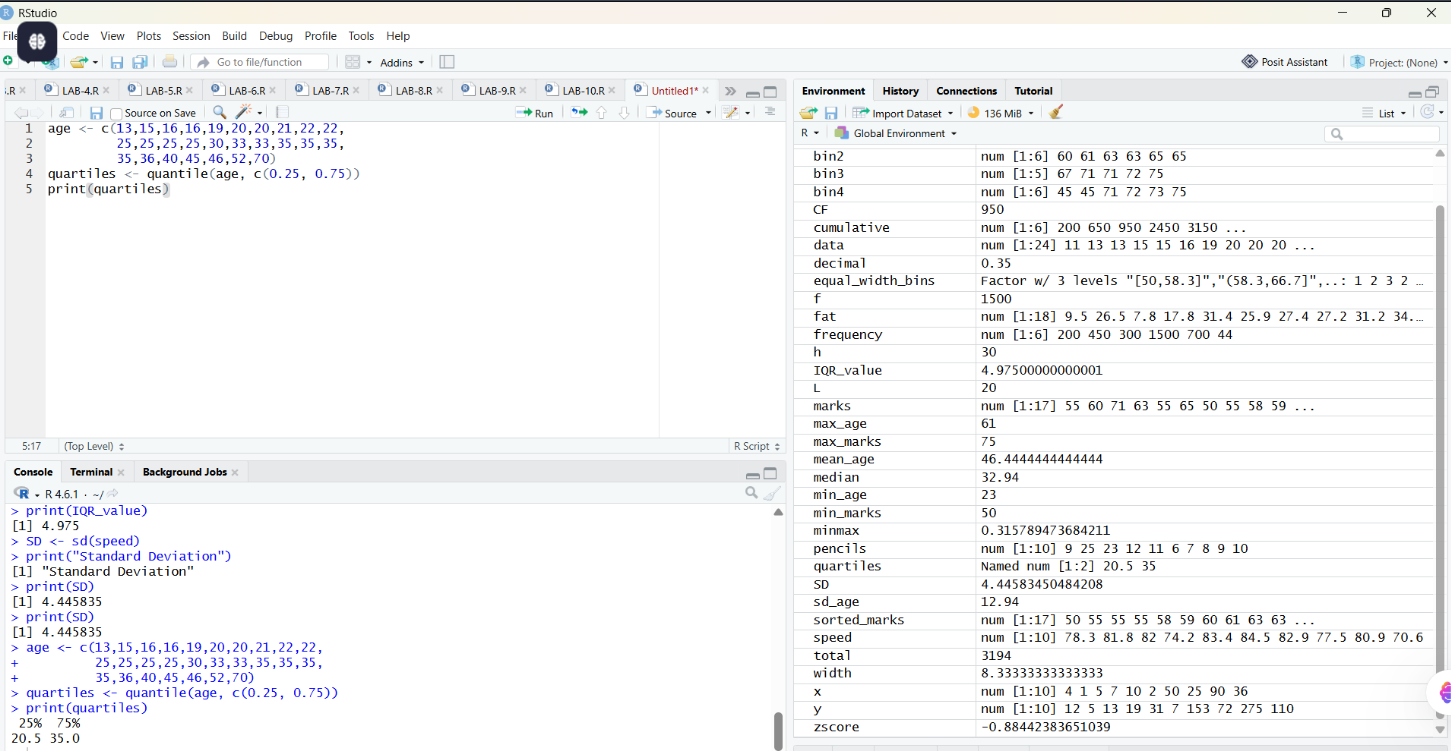 RStudio
File
Code View Plots Session Build Debug Profile Tools Help
Go to file/function
Addins
Posit Assistant
Project: (None)
.R
LAB-4.R
LAB-5.R
LAB-6.R
LAB-7.R
LAB-8.R
LAB-9.R
LAB-10.R
Untitled1*
Source on Save
Run
Source
1 age <- c(13,15,16,16,19,20,20,21,22,22,
2 25,25,25,25,30,33,33,35,35,35,
3 35,36,40,45,46,52,70)
4 quartiles <- quantile(age, c(0.25, 0.75))
5 print(quartiles)
5:17 (Top Level) R Script
Console Terminal Background Jobs
R R 4.6.1 · ~/
> print(IQR_value)
[1] 4.975
> SD <- sd(speed)
> print("Standard Deviation")
[1] "Standard Deviation"
> print(SD)
[1] 4.445835
> print(SD)
[1] 4.445835
> age <- c(13,15,16,16,19,20,20,21,22,22,
+ 25,25,25,25,30,33,33,35,35,35,
+ 35,36,40,45,46,52,70)
> quartiles <- quantile(age, c(0.25, 0.75))
> print(quartiles)
25% 75%
20.5 35.0
Environment History Connections Tutorial
Import Dataset 136 MiB List
R Global Environment
bin2 num [1:6] 60 61 63 63 65 65
bin3 num [1:5] 67 71 71 72 75
bin4 num [1:6] 45 45 71 72 73 75
CF 950
cumulative num [1:6] 200 650 950 2450 3150 ...
data num [1:24] 11 13 13 15 15 16 19 20 20 20 ...
decimal 0.35
equal_width_bins Factor w/ 3 levels "[50,58.3]","(58.3,66.7]",..: 1 2 3 2 …
f 1500
fat num [1:18] 9.5 26.5 7.8 17.8 31.4 25.9 27.4 27.2 31.2 34.…
frequency num [1:6] 200 450 300 1500 700 44
h 30
IQR_value 4.97500000000001
L 20
marks num [1:17] 55 60 71 63 55 65 50 55 58 59 ...
max_age 61
max_marks 75
mean_age 46.4444444444444
median 32.94
min_age 23
min_marks 50
minmax 0.315789473684211
pencils num [1:10] 9 25 23 12 11 6 7 8 9 10
quartiles Named num [1:2] 20.5 35
SD 4.44583450484208
sd_age 12.94
sorted_marks num [1:17] 50 55 55 55 58 59 60 61 63 63 ...
speed num [1:10] 78.3 81.8 82 74.2 83.4 84.5 82.9 77.5 80.9 70.6
total 3194
width 8.33333333333333
x num [1:10] 4 1 5 7 10 2 50 25 90 36
y num [1:10] 12 5 13 19 31 7 153 72 275 110
zscore -0.88442383651039